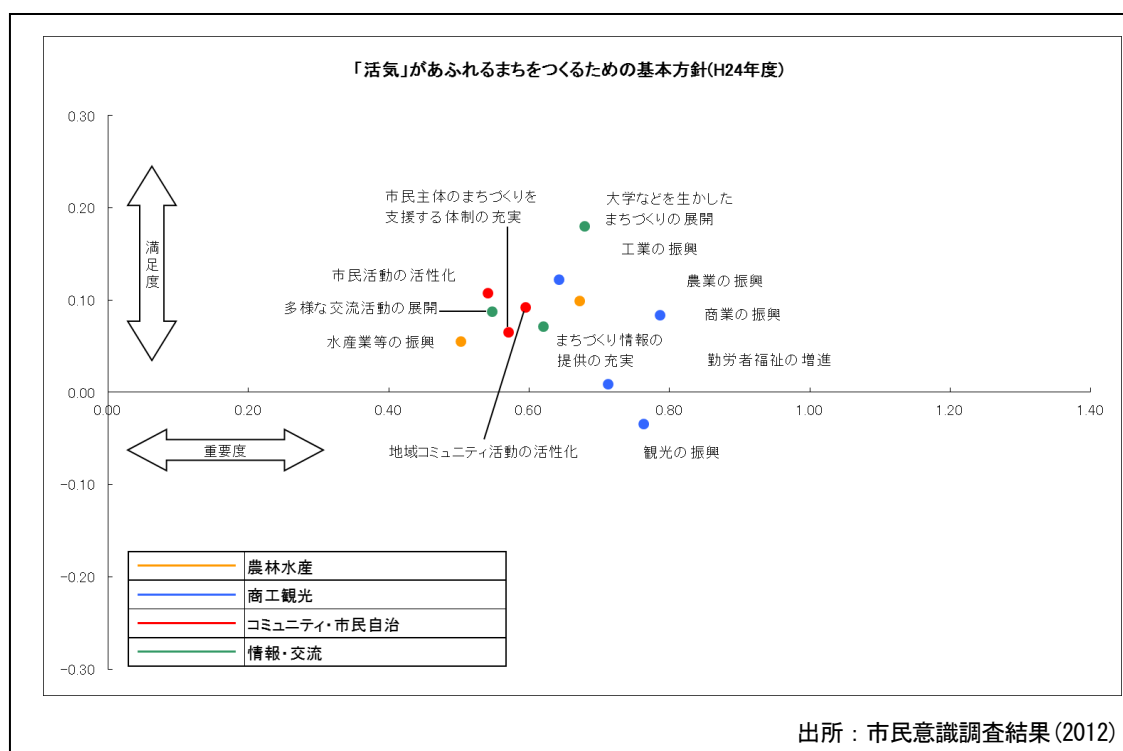 「活気」があふれるまちをつくるための基本方針(H24年度)
0.30
0.20
0.10
0.00
-0.10
-0.20
-0.30
0.00
0.20
0.40
0.60
0.80
1.00
1.20
1.40
満足度
重要度
市民主体のまちづくりを
支援する体制の充実
大学などを生かした
まちづくりの展開
工業の振興
市民活動の活性化
農業の振興
多様な交流活動の展開
商業の振興
水産業等の振興
まちづくり情報の
提供の充実
勤労者福祉の増進
地域コミュニティ活動の活性化
観光の振興
農林水産
商工観光
コミュニティ・市民自治
情報・交流
出所：市民意識調査結果(2012)